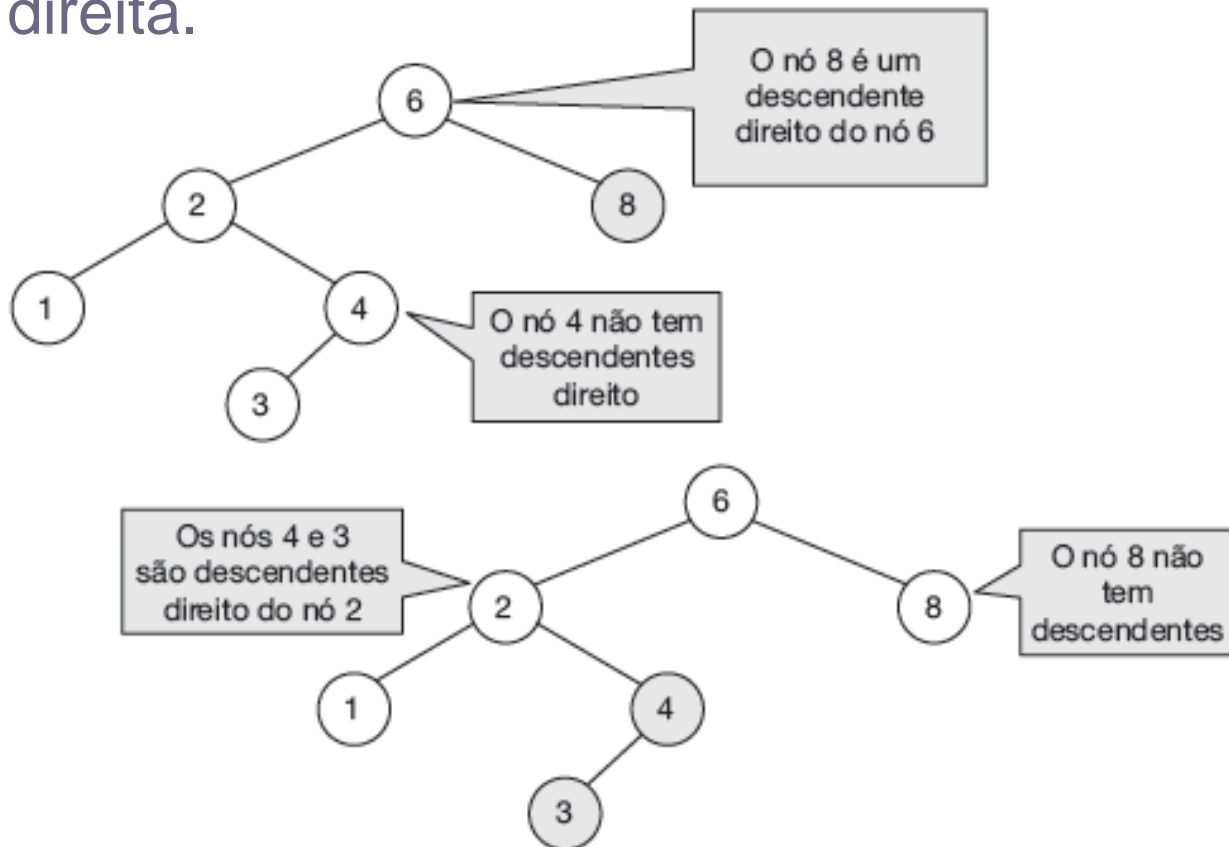 direita.
O nó 8 é um
descendente
direito do nó 6
6
2
8
1
4
3
O nó 4 não tem
descendentes
direito
6
Os nós 4 e 3
são descendentes
direito do nó 2
2
8
O nó 8 não
tem
descendentes
1
4
3